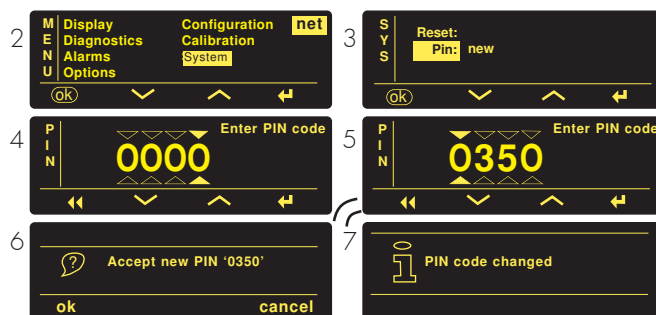 2
M Display Configuration net
E Diagnostics Calibration
N Alarms System
U Options
ok
3
S
Y
S
Reset:
Pin: new
ok
4
P
I
N
Enter PIN code
0000
5
P
I
N
Enter PIN code
0350
6
? Accept new PIN '0350'
ok cancel
7
i PIN code changed